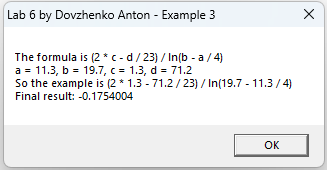 Lab 6 by Dovzhenko Anton - Example 3
The formula is (2 * c - d / 23) / ln(b - a / 4)
a = 11.3, b = 19.7, c = 1.3, d = 71.2
So the example is (2 * 1.3 - 71.2 / 23) / ln(19.7 - 11.3 / 4)
Final result: -0.1754004
OK